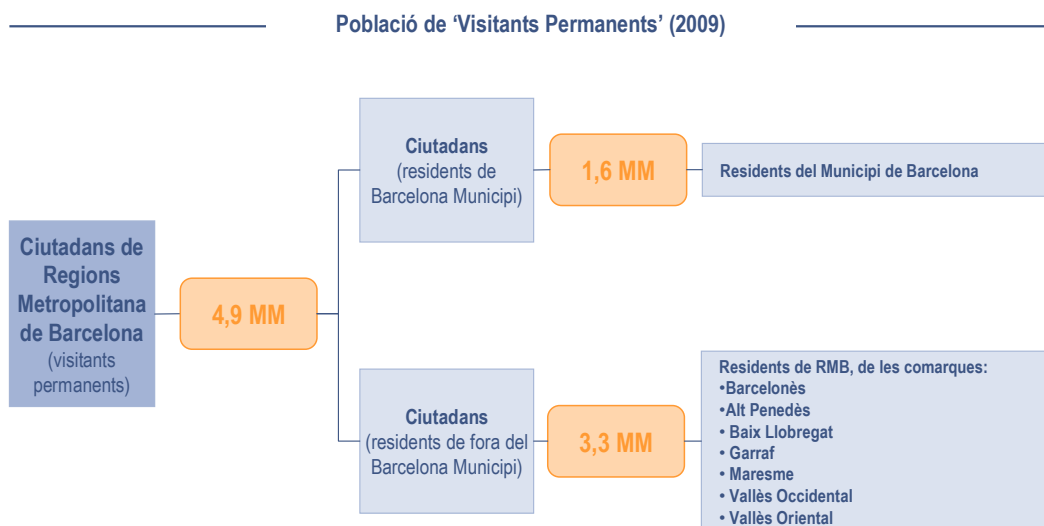 Població de ‘Visitants Permanents’ (2009)
Ciutadans de
Regions
Metropolitana
de Barcelona
(visitants
permanents)
4,9 MM
Ciutadans
(residents de
Barcelona Municipi)
1,6 MM
Residents del Municipi de Barcelona
Ciutadans
(residents de fora del
Barcelona Municipi)
3,3 MM
Residents de RMB, de les comarques:
•Barcelonès
•Alt Penedès
• Baix Llobregat
• Garraf
• Maresme
• Vallès Occidental
• Vallès Oriental